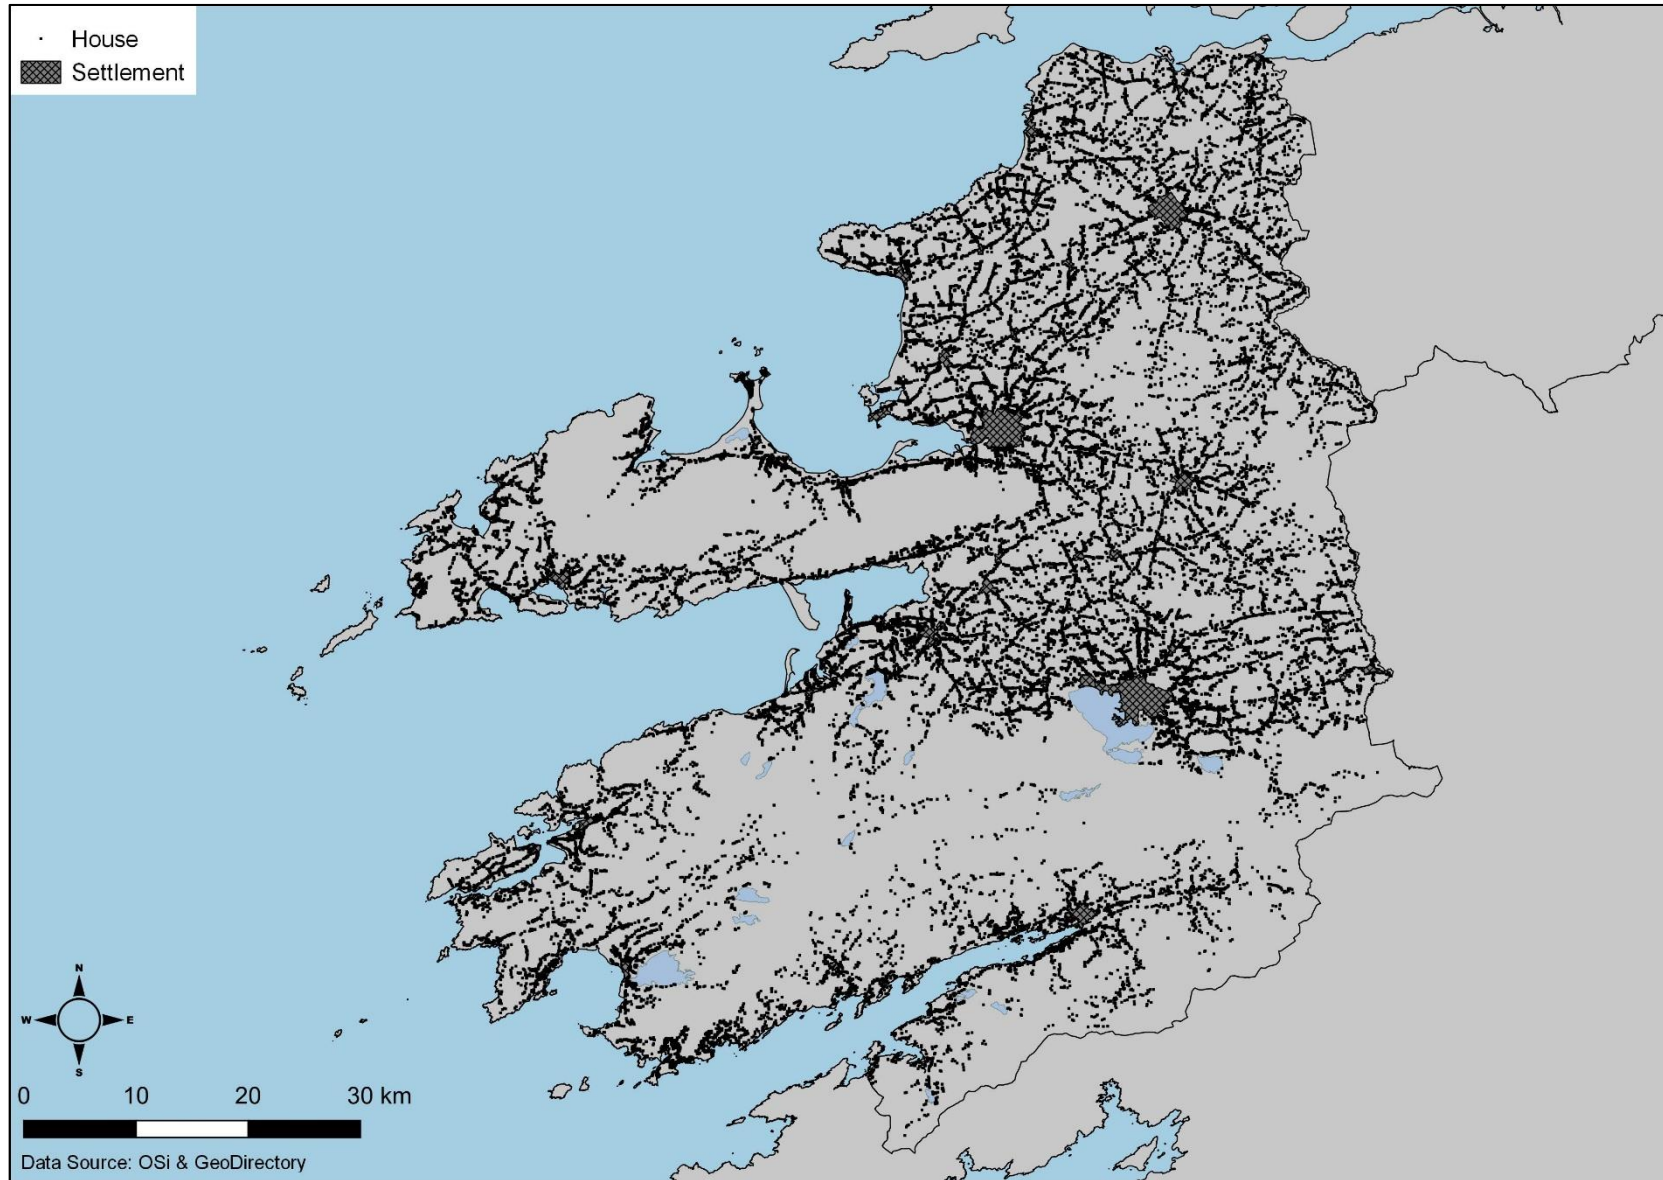 House
Settlement
N
W E
S
0 10 20 30 km
Data Source: OSi & GeoDirectory